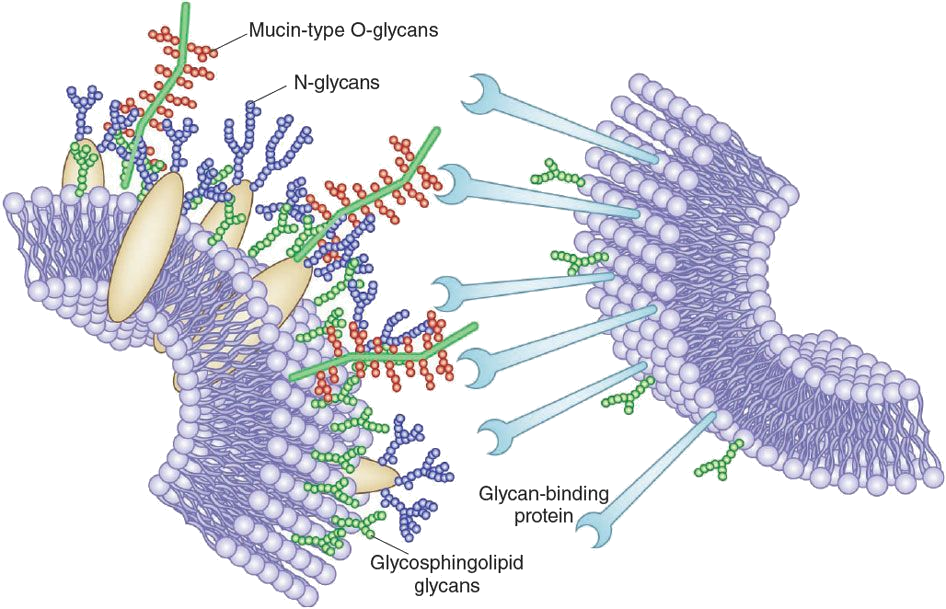 Mucin-type O-glycans
N-glycans
Glycan-binding
protein
Glycosphingolipid
glycans